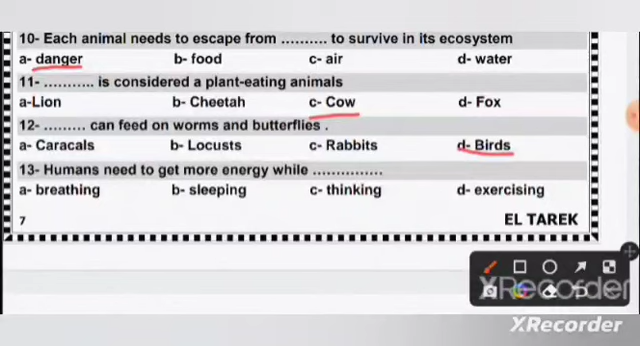 10- Each animal needs to escape from .......... to survive in its ecosystem
a- danger b- food c- air d- water
11- ........... is considered a plant-eating animals
a-Lion b- Cheetah c- Cow d- Fox
12- ......... can feed on worms and butterflies .
a- Caracals b- Locusts c- Rabbits d- Birds
13- Humans need to get more energy while ...............
a- breathing b- sleeping c- thinking d- exercising
7 EL TAREK
XRecorder
XRecorder